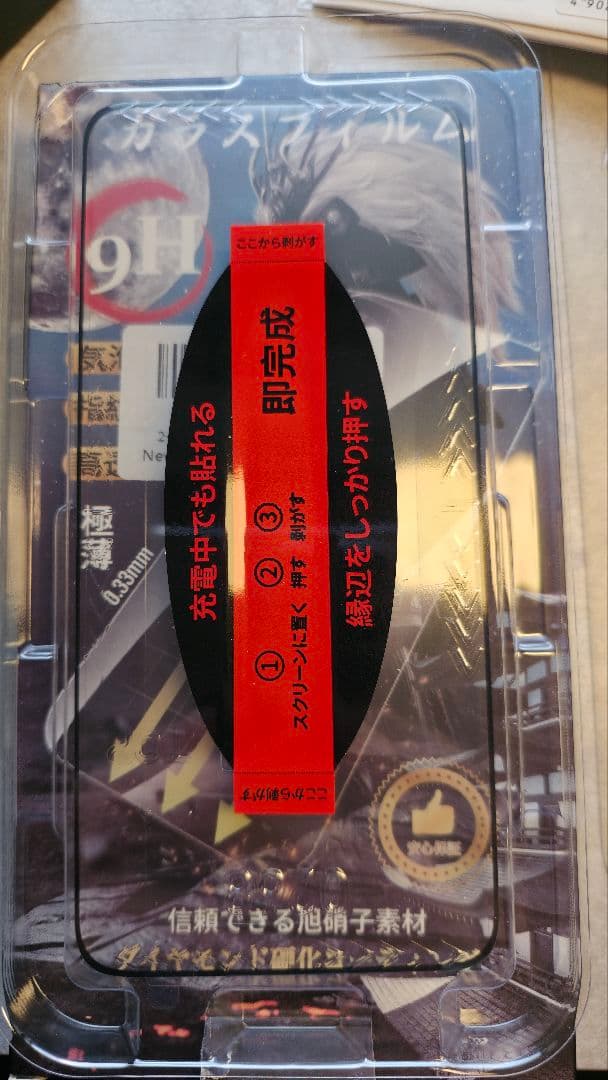 ガラスフィルム
9H
ここから剥がす
即完成
充電中でも貼れる
縁辺をしっかり押す
① ② ③
スクリーンに置く 押す 剥がす
極薄
0.33mm
ここから剥がす
安心保証
信頼できる旭硝子素材